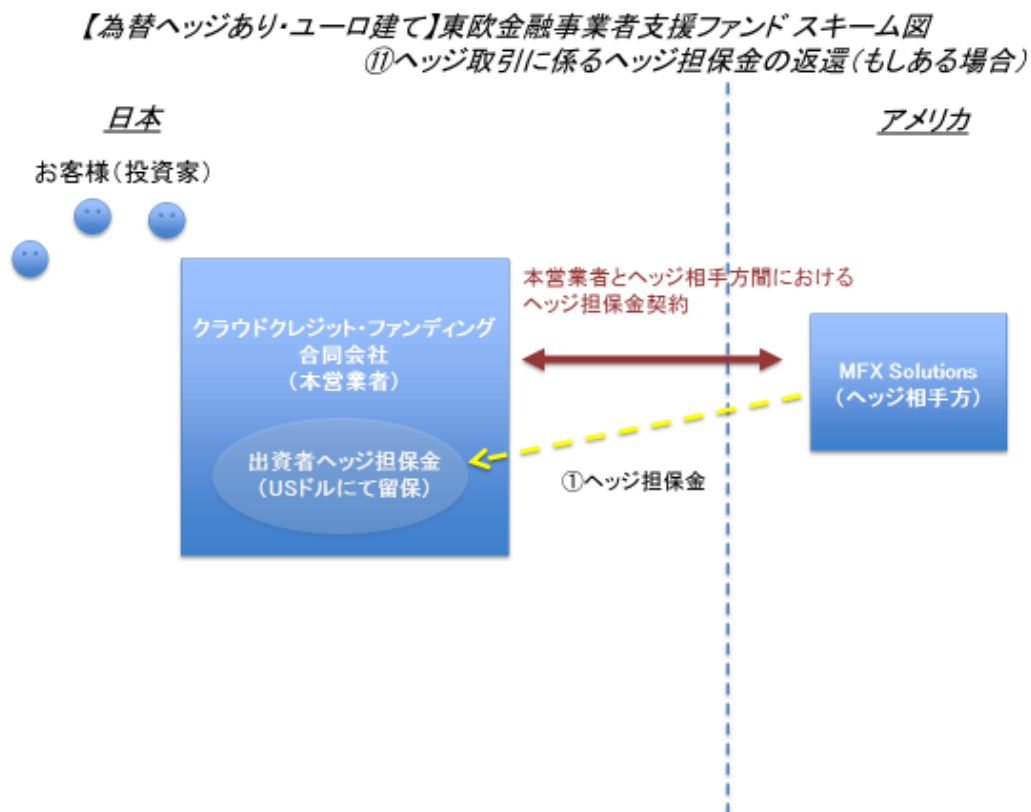 【為替ヘッジあり・ユーロ建て】東欧金融事業者支援ファンド スキーム図
⑪ヘッジ取引に係るヘッジ担保金の返還(もしある場合)
日本
アメリカ
お客様(投資家)
本営業者とヘッジ相手方間における
ヘッジ担保金契約
クラウドクレジット・ファンディング
合同会社
(本営業者)
MFX Solutions
(ヘッジ相手方)
出資者ヘッジ担保金
(USドルにて留保)
①ヘッジ担保金